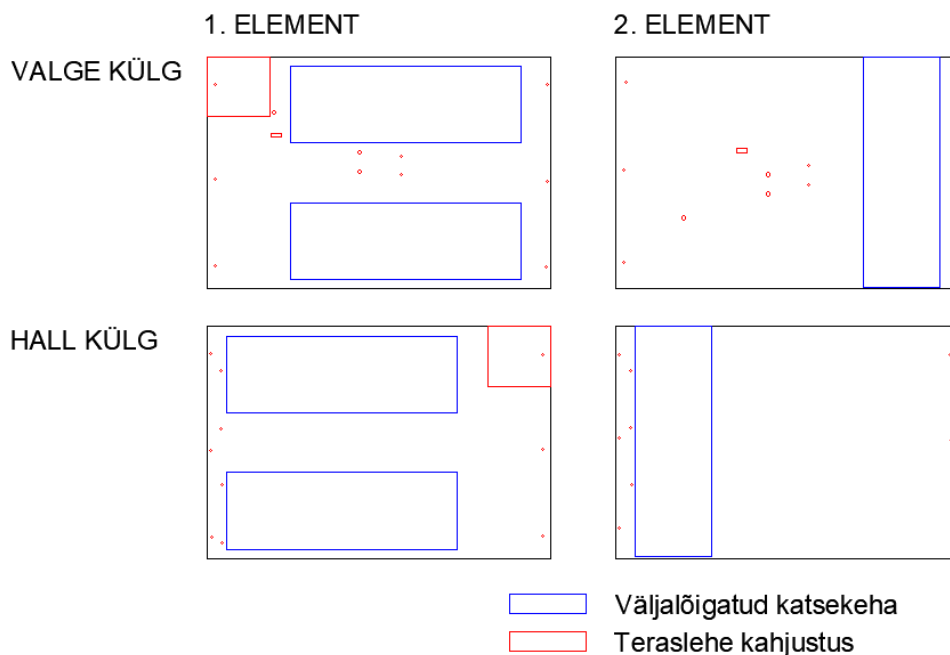 1. ELEMENT
2. ELEMENT
VALGE KÜLG
HALL KÜLG
Väljalõigatud katsekeha
Teraslehe kahjustus